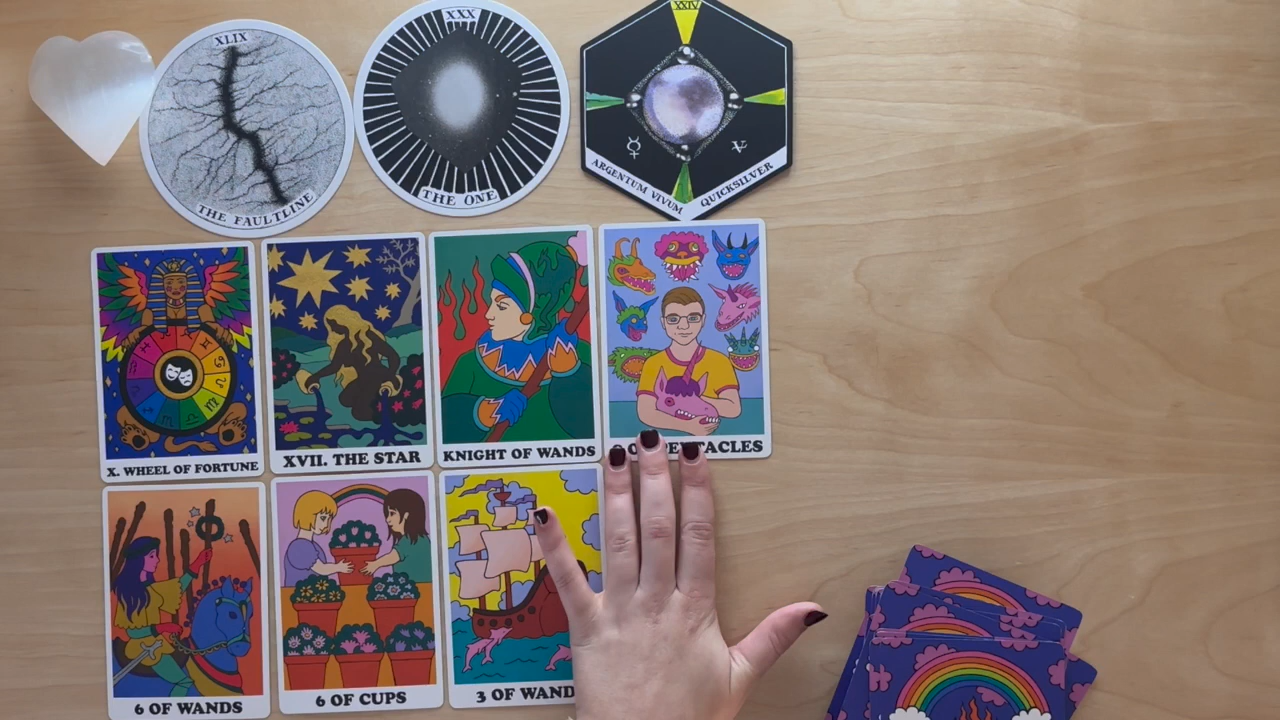 XLIX
THE FAULTLINE
XXX
THE ONE
XXIV
ARGENTUM VIVUM QUICKSILVER
X. WHEEL OF FORTUNE
XVII. THE STAR
KNIGHT OF WANDS
6 OF WANDS
6 OF CUPS
3 OF WAND